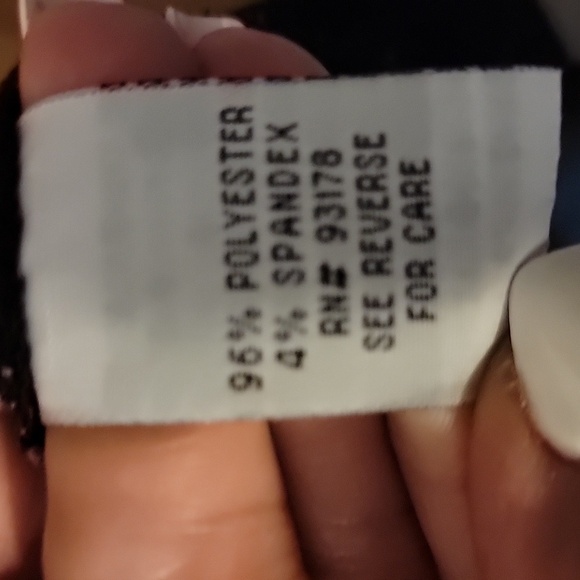 96% POLYESTER
4% SPANDEX
RN# 93178
SEE REVERSE
FOR CARE